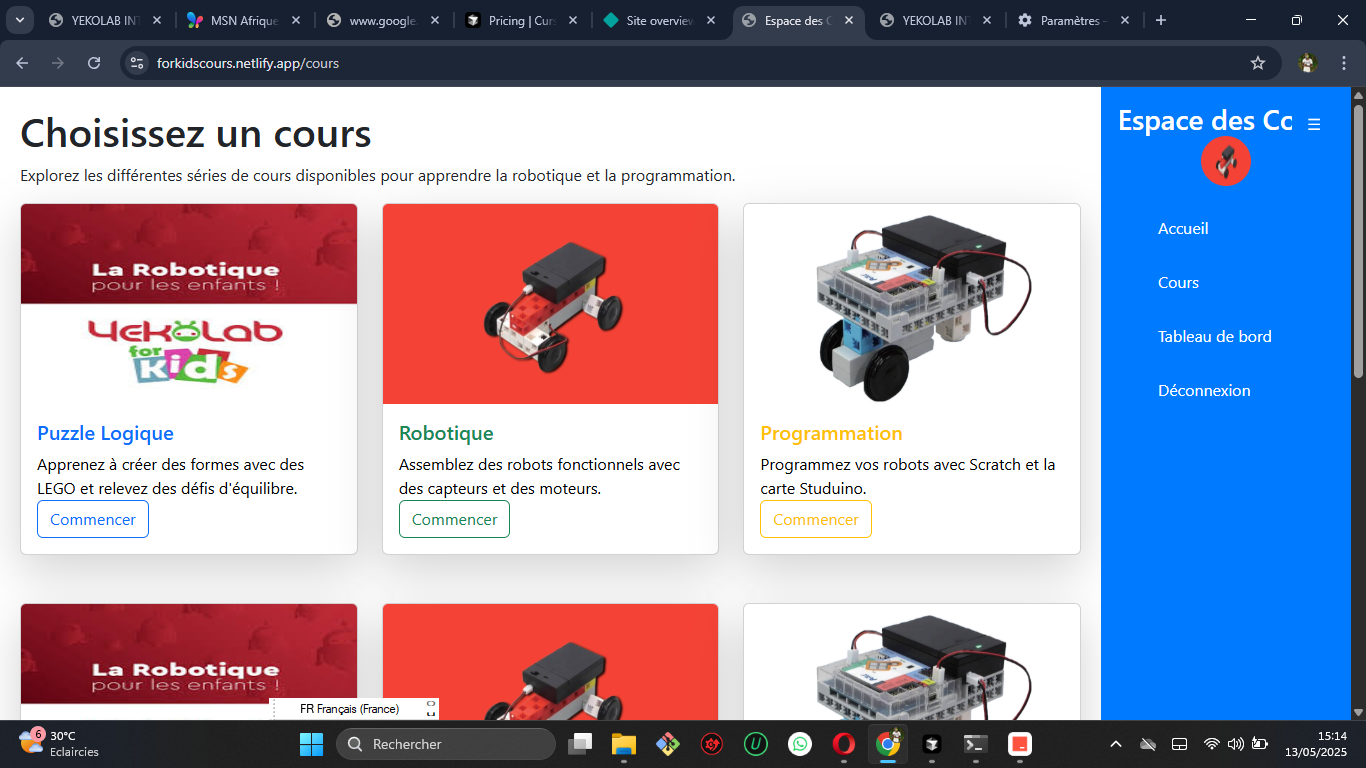 YEKOLAB INT
MSN Afrique
www.google.
Pricing | Curs
Site overview
Espace des C
YEKOLAB INT
Paramètres -
forkidscours.netlify.app/cours
Choisissez un cours
Explorez les différentes séries de cours disponibles pour apprendre la robotique et la programmation.
La Robotique
pour les enfants !
YEKOLAB
for
kids
Puzzle Logique
Apprenez à créer des formes avec des
LEGO et relevez des défis d'équilibre.
Commencer
Robotique
Assemblez des robots fonctionnels avec
des capteurs et des moteurs.
Commencer
Programmation
Programmez vos robots avec Scratch et la
carte Studuino.
Commencer
La Robotique
pour les enfants !
Espace des Co
Accueil
Cours
Tableau de bord
Déconnexion
FR Français (France)
6
30°C
Eclaircies
Rechercher
15:14
13/05/2025